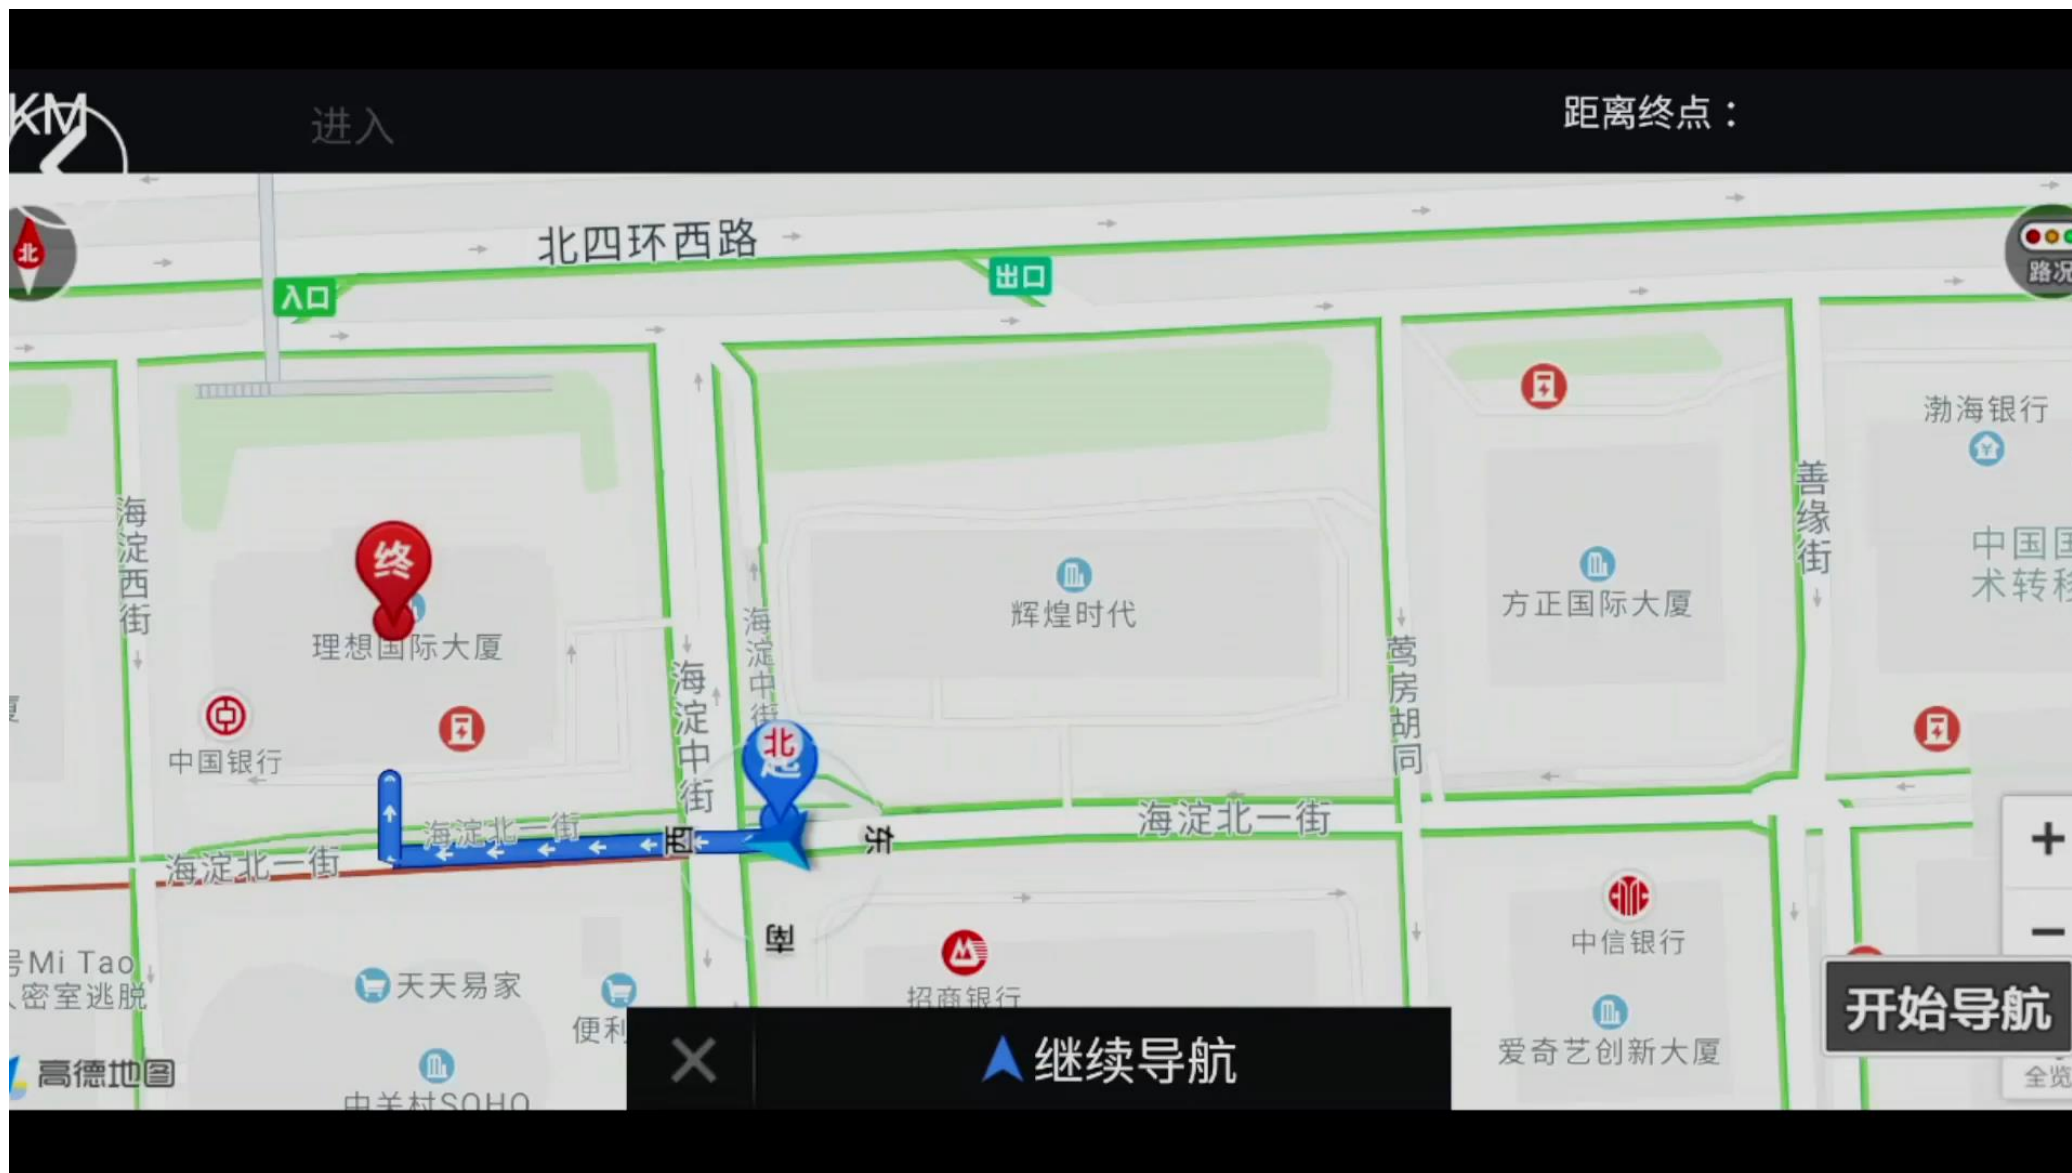 KM
进入
距离终点：
北四环西路
北
入口
出口
路况
渤海银行
海淀西街
善缘街
终
辉煌时代
方正国际大厦
理想国际大厦
海淀中街
海淀中街
莺房胡同
中国银行
北
起
海淀北一街
海淀北一街
西
东
海淀北一街
南
中信银行
Mi Tao
密室逃脱
天天易家
招商银行
便利
开始导航
爱奇艺创新大厦
继续导航
高德地图
全览
中关村SOHO